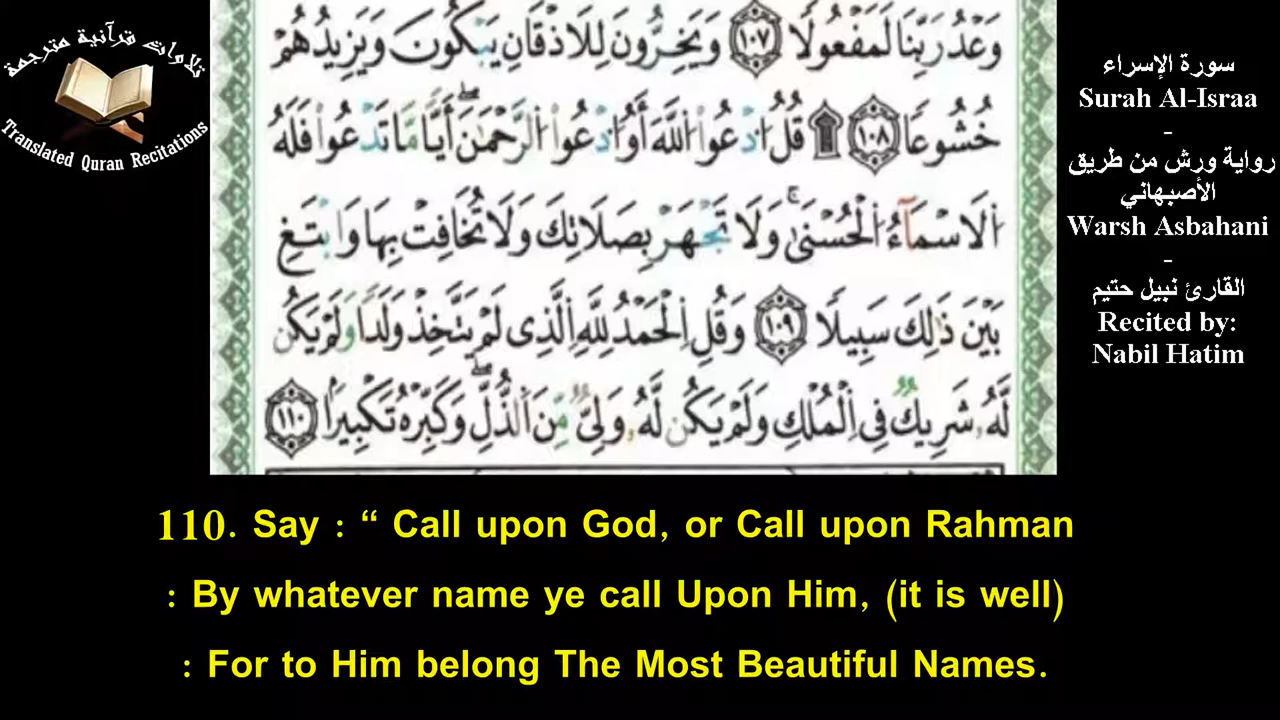 تلاوات قرآنية مترجمة
Translated Quran Recitations
وَعْدُ رَبِّنَا لَمَفْعُولًا ١٠٧ وَيَخِرُّونَ لِلْأَذْقَانِ يَبْكُونَ وَيَزِيدُهُمْ
خُشُوعًا ١٠٨ ۞ قُلُ ادْعُوا اللَّهَ أَوُ ادْعُوا الرَّحْمَٰنَ أَيًّا مَّا تَدْعُوا فَلَهُ
الْاسْمَآءُ الْحُسْنَىٰ وَلَا تَجْهَرْ بِصَلَاتِكَ وَلَا تُخَافِتْ بِهَا وَابْتَغِ
بَيْنَ ذَٰلِكَ سَبِيلًا ١٠٩ وَقُلِ الْحَمْدُ لِلَّهِ الَّذِى لَمْ يَتَّخِذْ وَلَدًا وَلَمْ يَكُن
لَّهُ شَرِيكٌ فِى الْمُلْكِ وَلَمْ يَكُن لَّهُ وَلِىٌّ مِّنَ الذُّلِّ وَكَبِّرْهُ تَكْبِيرًا ١١٠
سورة الإسراء
Surah Al-Israa
-
رواية ورش من طريق
الأصبهاني
Warsh Asbahani
-
القارئ نبيل حتيم
Recited by:
Nabil Hatim
110. Say : “ Call upon God, or Call upon Rahman
: By whatever name ye call Upon Him, (it is well)
: For to Him belong The Most Beautiful Names.